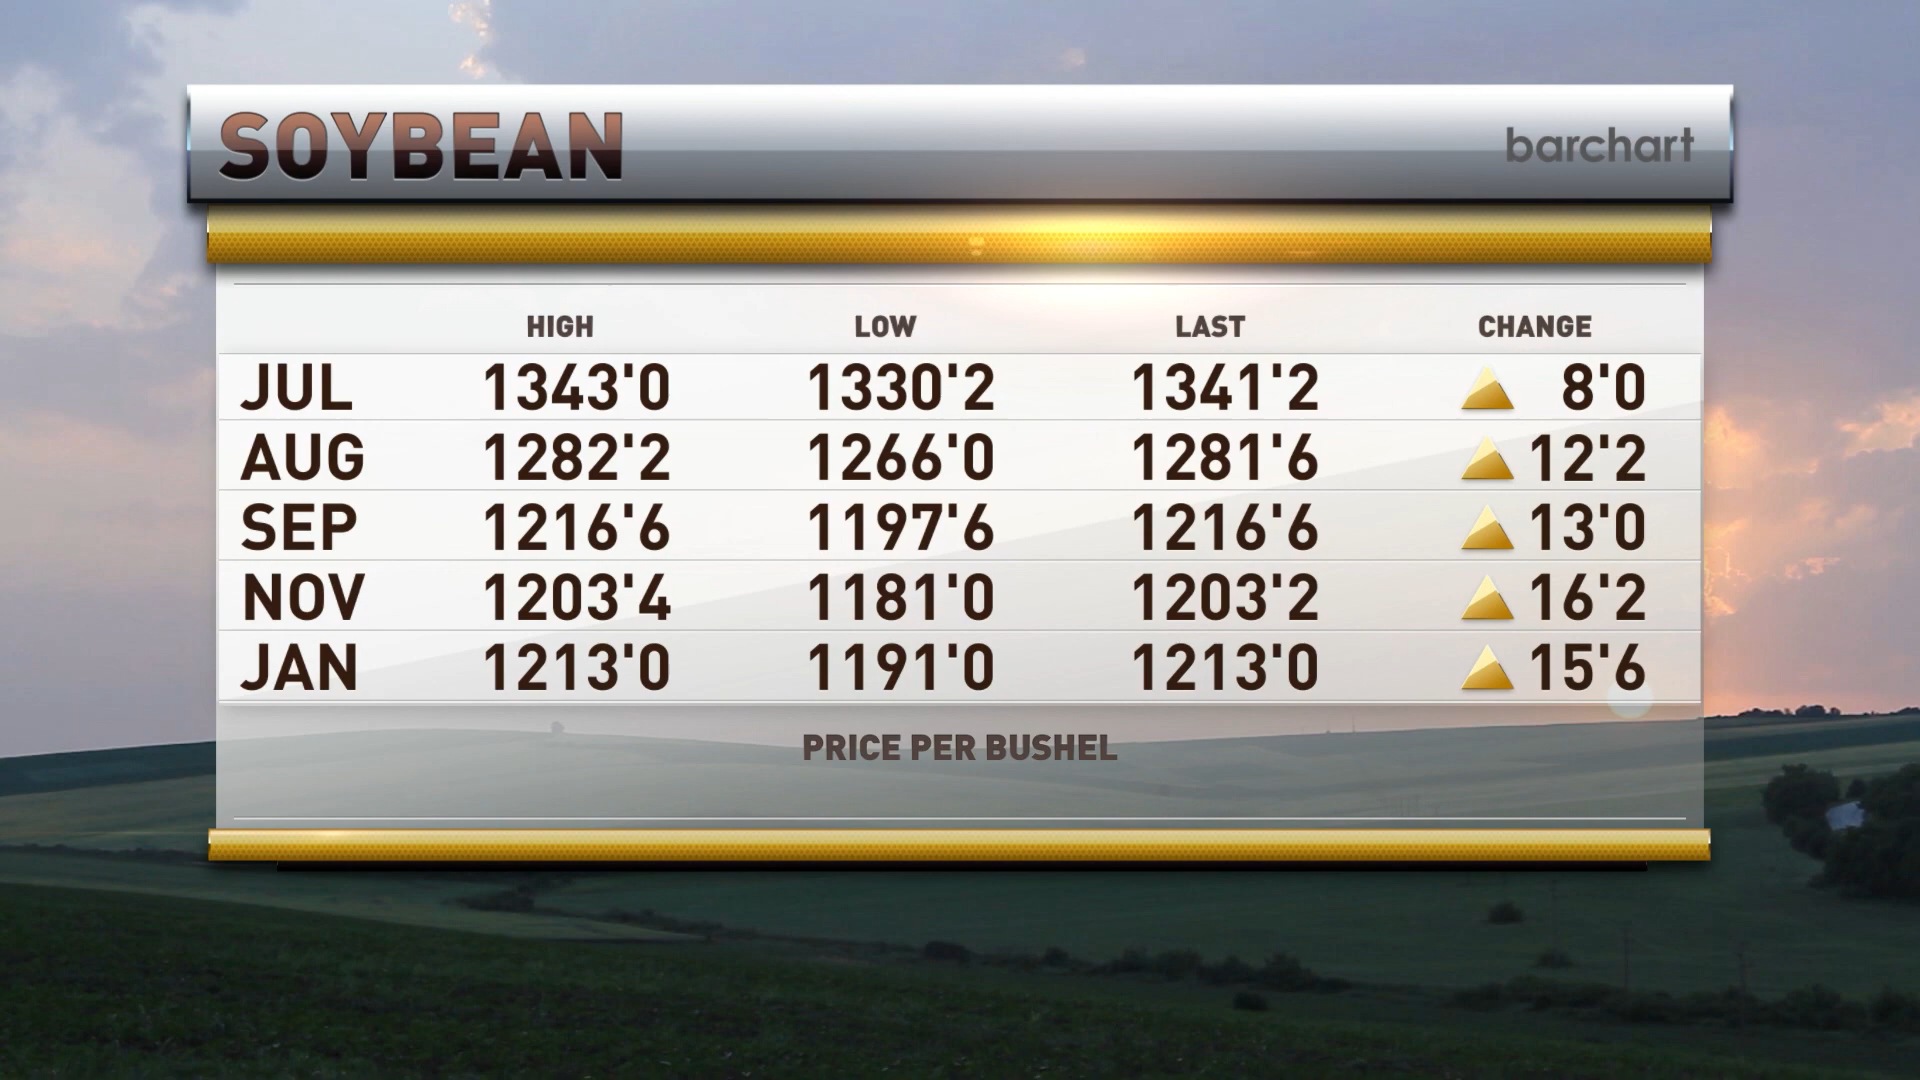 SOYBEAN barchart
HIGH LOW LAST CHANGE
JUL 1343'0 1330'2 1341'2 8'0
AUG 1282'2 1266'0 1281'6 12'2
SEP 1216'6 1197'6 1216'6 13'0
NOV 1203'4 1181'0 1203'2 16'2
JAN 1213'0 1191'0 1213'0 15'6
PRICE PER BUSHEL